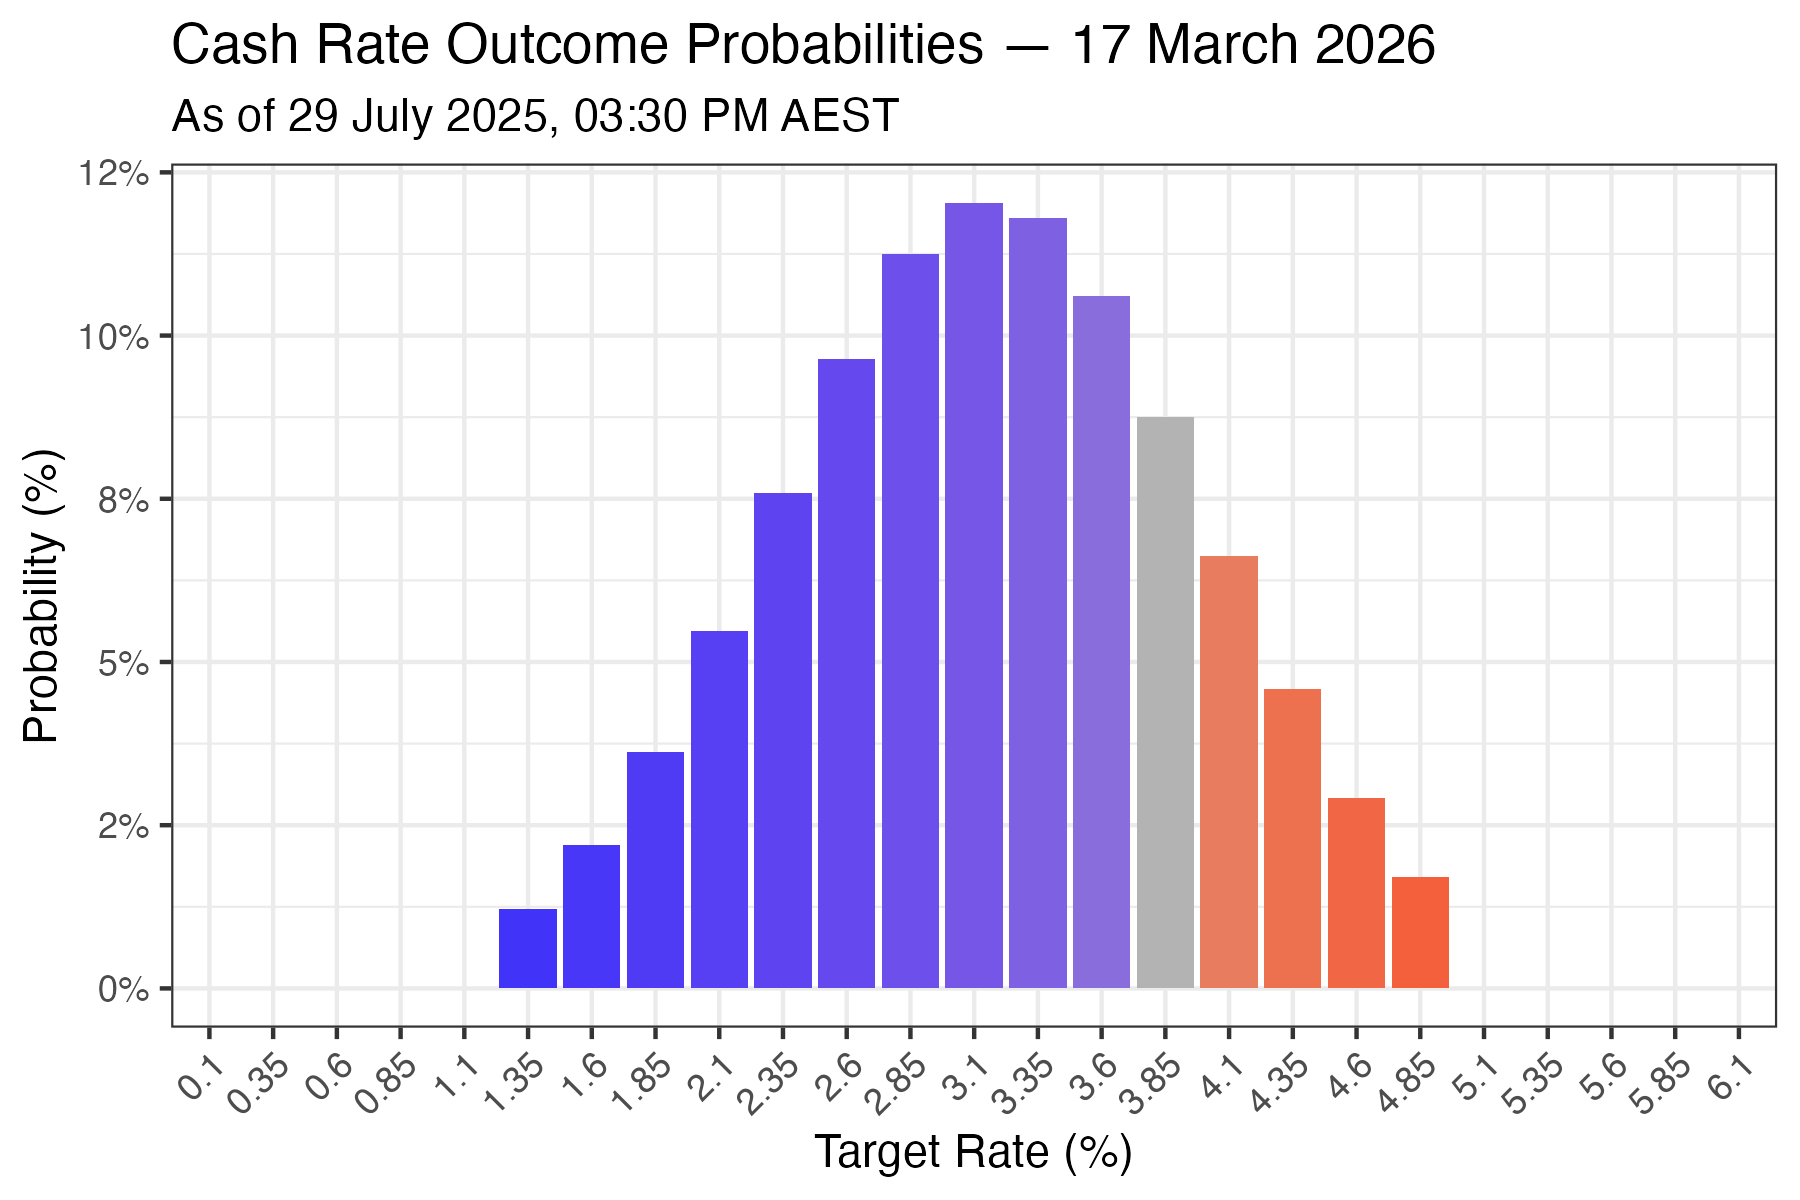 Cash Rate Outcome Probabilities — 17 March 2026
As of 29 July 2025, 03:30 PM AEST
Probability (%)
12%
10%
8%
5%
2%
0%
0.1 0.35 0.6 0.85 1.1 1.35 1.6 1.85 2.1 2.35 2.6 2.85 3.1 3.35 3.6 3.85 4.1 4.35 4.6 4.85 5.1 5.35 5.6 5.85 6.1
Target Rate (%)